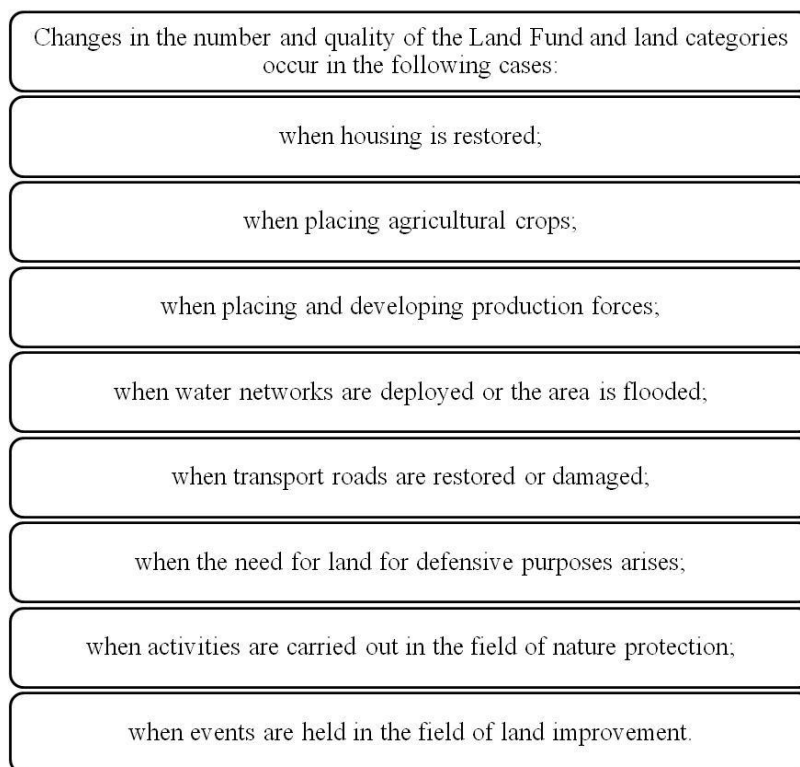 Changes in the number and quality of the Land Fund and land categories
occur in the following cases:
when housing is restored;
when placing agricultural crops;
when placing and developing production forces;
when water networks are deployed or the area is flooded;
when transport roads are restored or damaged;
when the need for land for defensive purposes arises;
when activities are carried out in the field of nature protection;
when events are held in the field of land improvement.